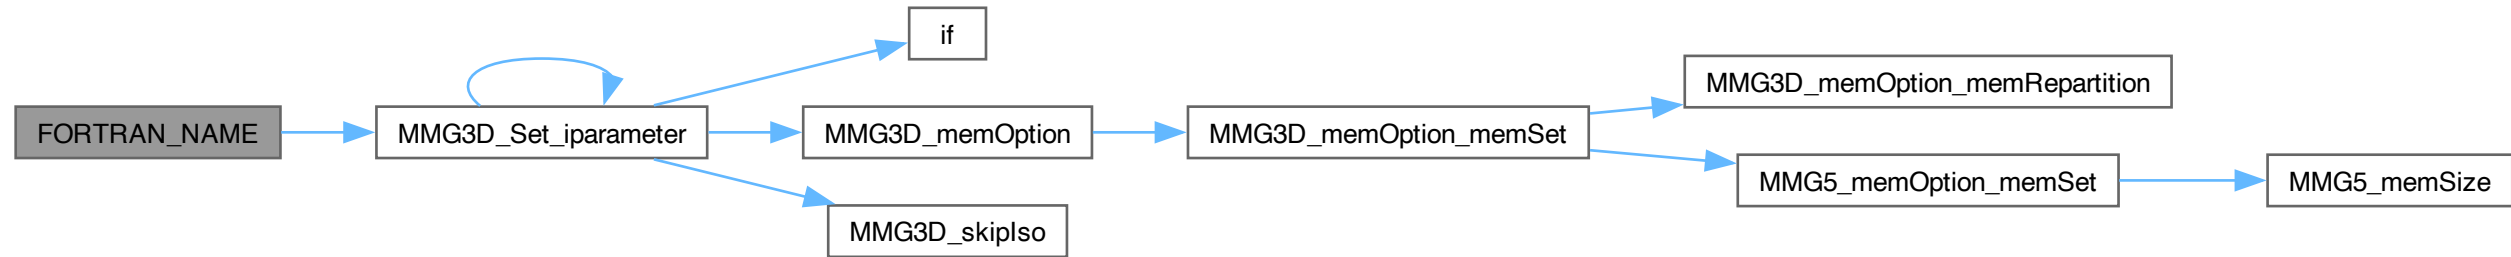 FORTRAN_NAME
MMG3D_Set_iparameter
if
MMG3D_memOption
MMG3D_skipIso
MMG3D_memOption_memSet
MMG3D_memOption_memRepartition
MMG5_memOption_memSet
MMG5_memSize